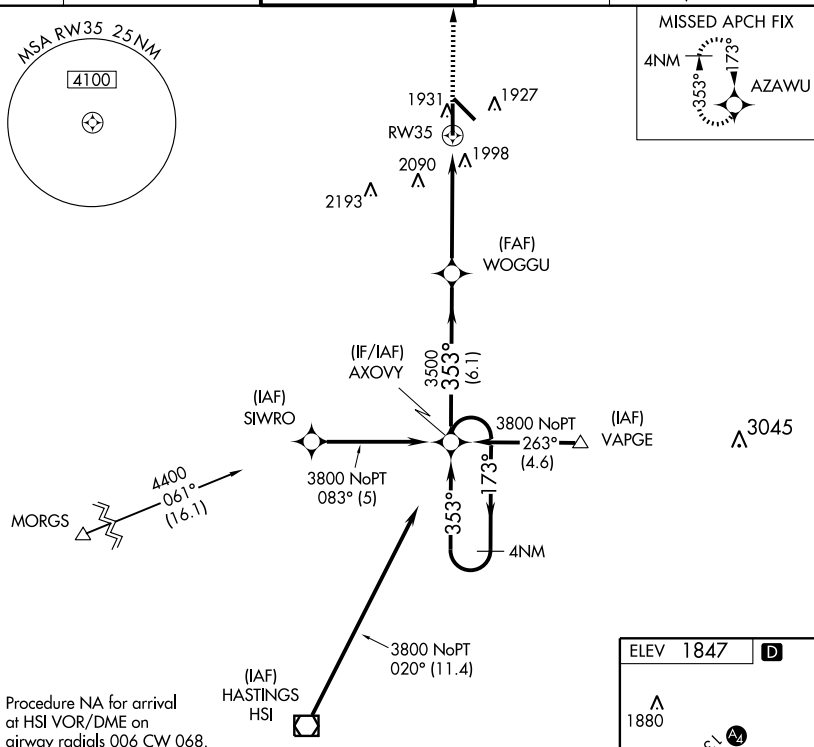 MSA RW35 25 NM
4100
MISSED APCH FIX
4NM
353°
173°
AZAWU
1931
1927
RW35
1998
2090
2193
(FAF)
WOGGU
3500
353°
(6.1)
(IF/IAF)
AXOVY
(IAF)
SIWRO
3800 NoPT
083° (5)
3800 NoPT
263°
(4.6)
(IAF)
VAPGE
3045
4400
061°
(16.1)
MORGS
353°
173°
4NM
3800 NoPT
020° (11.4)
(IAF)
HASTINGS
HSI
Procedure NA for arrival
at HSI VOR/DME on
airway radials 006 CW 068.
ELEV 1847 D
1880
A4